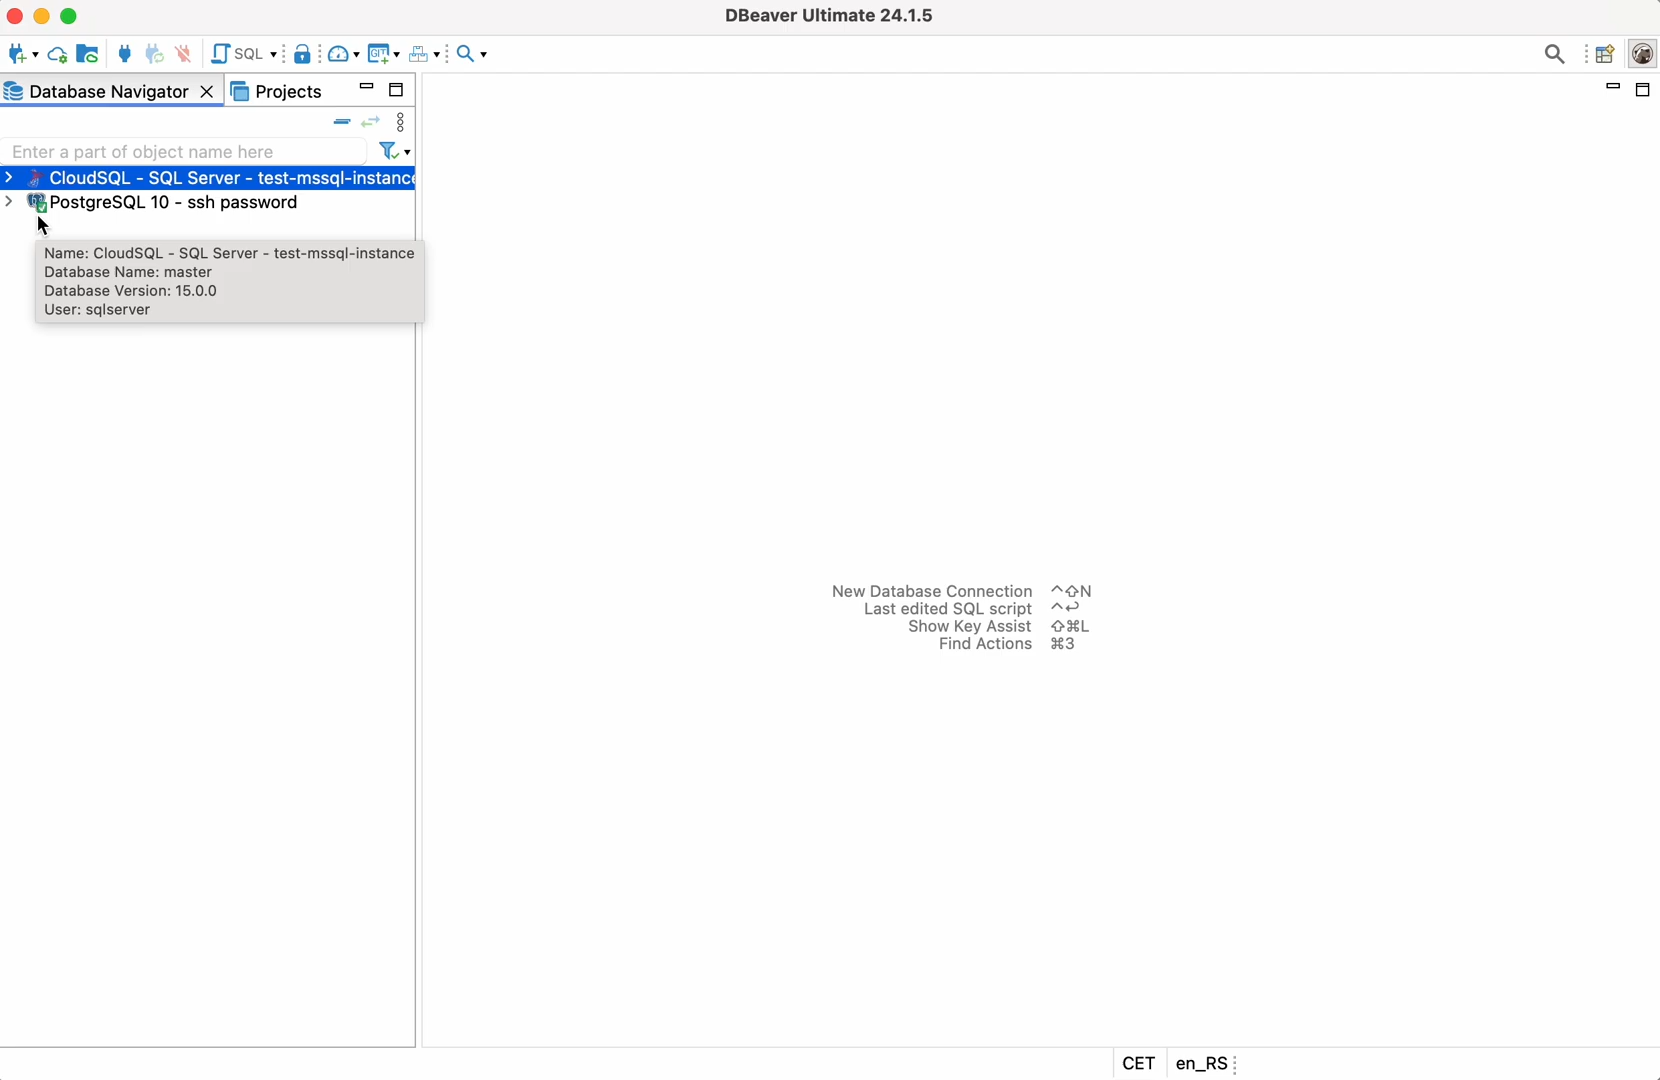 DBeaver Ultimate 24.1.5
SQL
Database Navigator
Projects
Enter a part of object name here
CloudSQL - SQL Server - test-mssql-instance
PostgreSQL 10 - ssh password
Name: CloudSQL - SQL Server - test-mssql-instance
Database Name: master
Database Version: 15.0.0
User: sqlserver
New Database Connection ^⇧N
Last edited SQL script ^↩
Show Key Assist ⇧⌘L
Find Actions ⌘3
CET en_RS